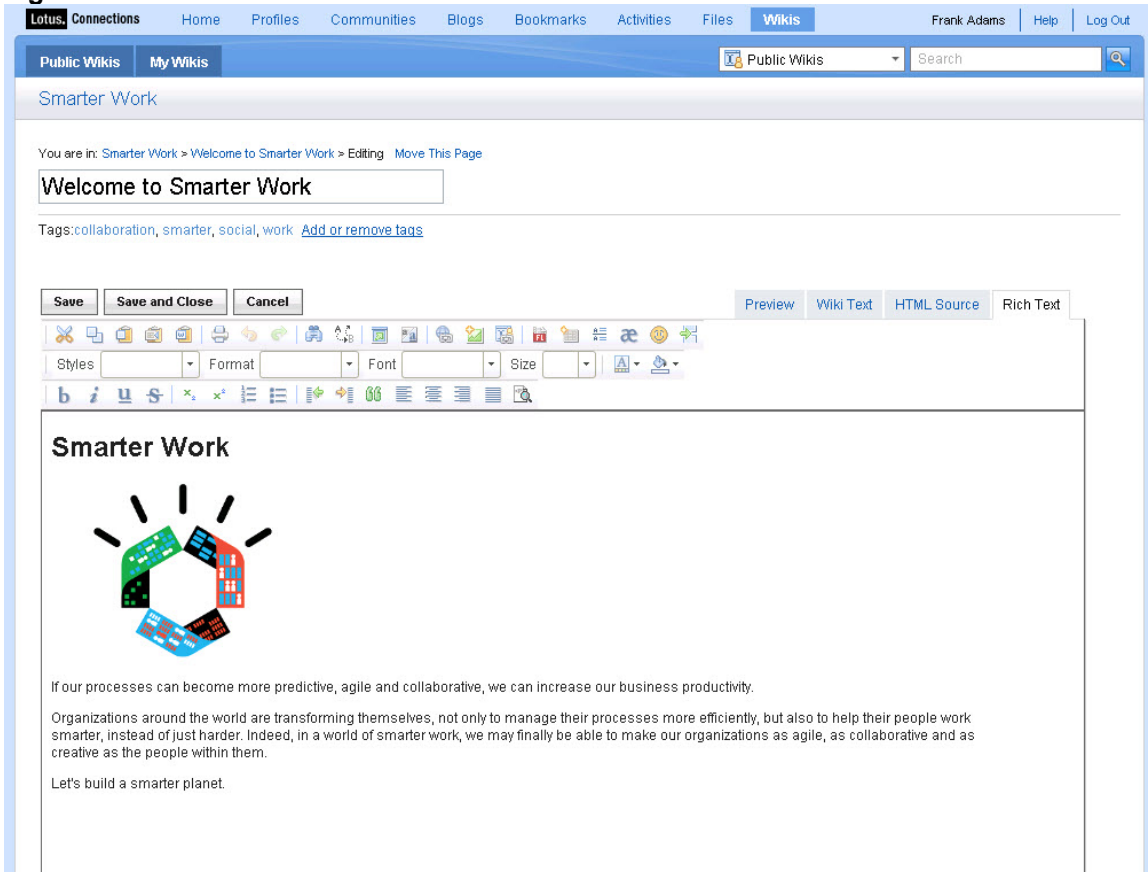 Lotus. Connections Home Profiles Communities Blogs Bookmarks Activities Files Wikis Frank Adams Help Log Out
Public Wikis My Wikis Public Wikis Search
Smarter Work
You are in: Smarter Work > Welcome to Smarter Work > Editing Move This Page
Welcome to Smarter Work
Tags:collaboration, smarter, social, work Add or remove tags
Save Save and Close Cancel Preview Wiki Text HTML Source Rich Text
Styles Format Font Size A
b i u S x₂ x² 66
Smarter Work
If our processes can become more predictive, agile and collaborative, we can increase our business productivity.
Organizations around the world are transforming themselves, not only to manage their processes more efficiently, but also to help their people work
smarter, instead of just harder. Indeed, in a world of smarter work, we may finally be able to make our organizations as agile, as collaborative and as
creative as the people within them.
Let's build a smarter planet.